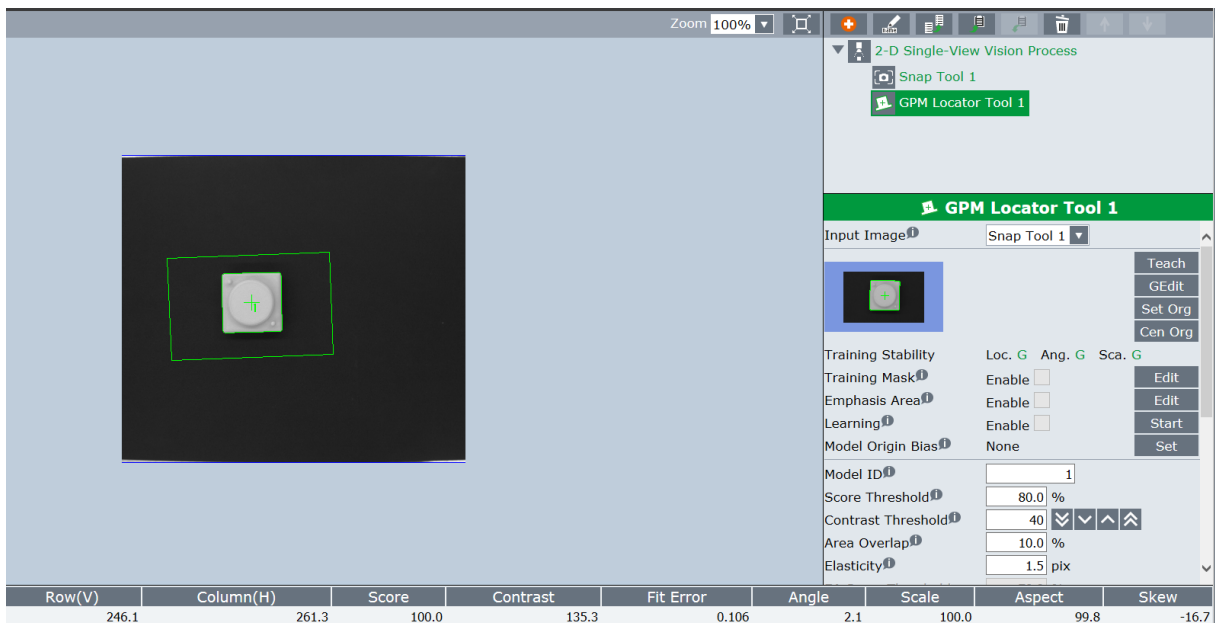 Zoom 100%
2-D Single-View Vision Process
Snap Tool 1
GPM Locator Tool 1
GPM Locator Tool 1
Input Image Snap Tool 1
Teach
GEdit
Set Org
Cen Org
Training Stability Loc. G Ang. G Sca. G
Training Mask Enable Edit
Emphasis Area Enable Edit
Learning Enable Start
Model Origin Bias None Set
Model ID 1
Score Threshold 80.0 %
Contrast Threshold 40
Area Overlap 10.0 %
Elasticity 1.5 pix
Row(V) Column(H) Score Contrast Fit Error Angle Scale Aspect Skew
246.1 261.3 100.0 135.3 0.106 2.1 100.0 99.8 -16.7